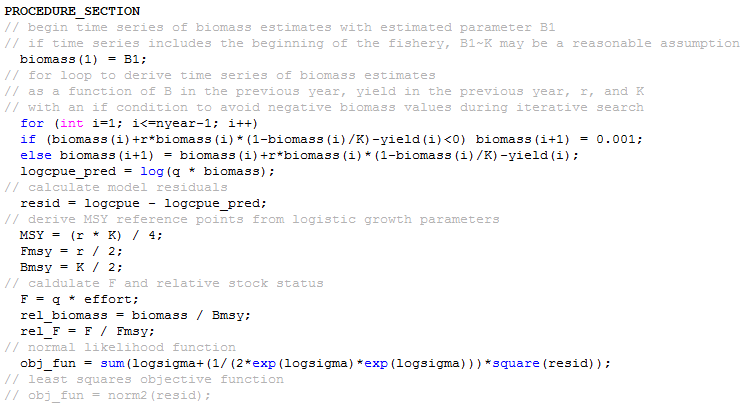 PROCEDURE_SECTION
// begin time series of biomass estimates with estimated parameter B1
// if time series includes the beginning of the fishery, B1~K may be a reasonable assumption
biomass(1) = B1;
// for loop to derive time series of biomass estimates
// as a function of B in the previous year, yield in the previous year, r, and K
// with an if condition to avoid negative biomass values during iterative search
for (int i=1; i<=nyear-1; i++)
if (biomass(i)+r*biomass(i)*(1-biomass(i)/K)-yield(i)<0) biomass(i+1) = 0.001;
else biomass(i+1) = biomass(i)+r*biomass(i)*(1-biomass(i)/K)-yield(i);
logcpue_pred = log(q * biomass);
// calculate model residuals
resid = logcpue - logcpue_pred;
// derive MSY reference points from logistic growth parameters
MSY = (r * K) / 4;
Fmsy = r / 2;
Bmsy = K / 2;
// caldulate F and relative stock status
F = q * effort;
rel_biomass = biomass / Bmsy;
rel_F = F / Fmsy;
// normal likelihood function
obj_fun = sum(logsigma+(1/(2*exp(logsigma)*exp(logsigma)))*square(resid));
// least squares objective function
// obj_fun = norm2(resid);